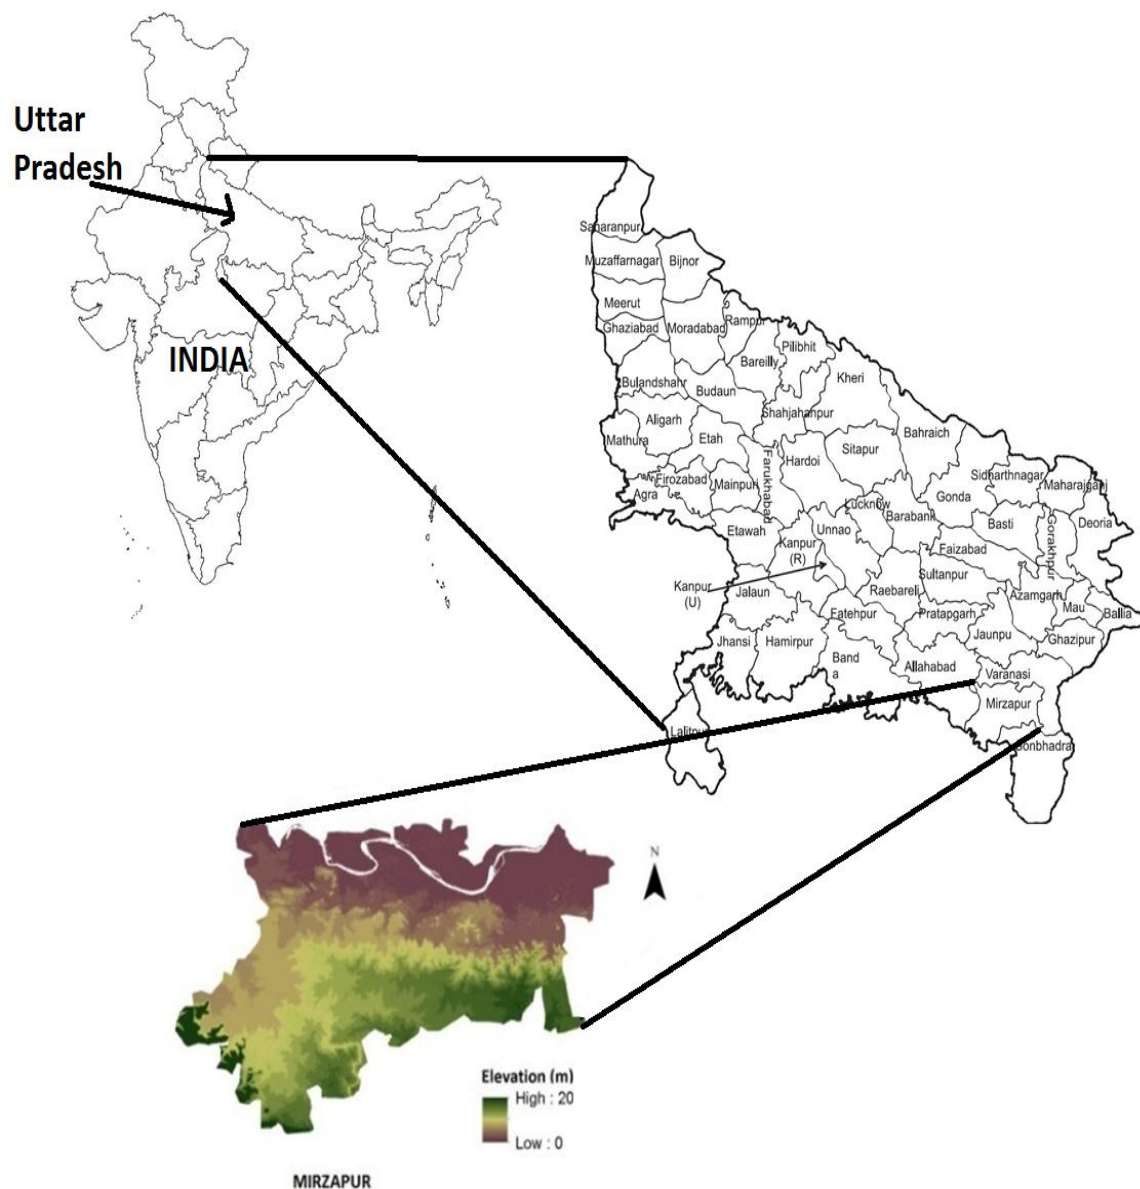 Uttar
Pradesh
INDIA
Saharanpur
Muzaffarnagar
Bijnor
Meerut
Ghaziabad
Moradabad
Rampur
Pilibhit
Bareilly
Kheri
Bulandshahr
Budaun
Shahjahanpur
Aligarh
Mathura
Etah
Farukhabad
Hardoi
Sitapur
Bahraich
Firozabad
Agra
Mainpuri
Sidharthnagar
Maharajganj
Gonda
Lucknow
Barabank
Basti
Gorakhpur
Deoria
Etawah
Unnao
Kanpur
(R)
Faizabad
Kanpur
(U)
Jalaun
Raebareli
Sultanpur
Azamgarh
Mau
Ballia
Fatehpur
Pratapgarh
Jaunpu
Ghazipur
Jhansi
Hamirpur
Band
a
Allahabad
Varanasi
Mirzapur
Lalitpur
Sonbhadra
N
Elevation (m)
High : 20
Low : 0
MIRZAPUR